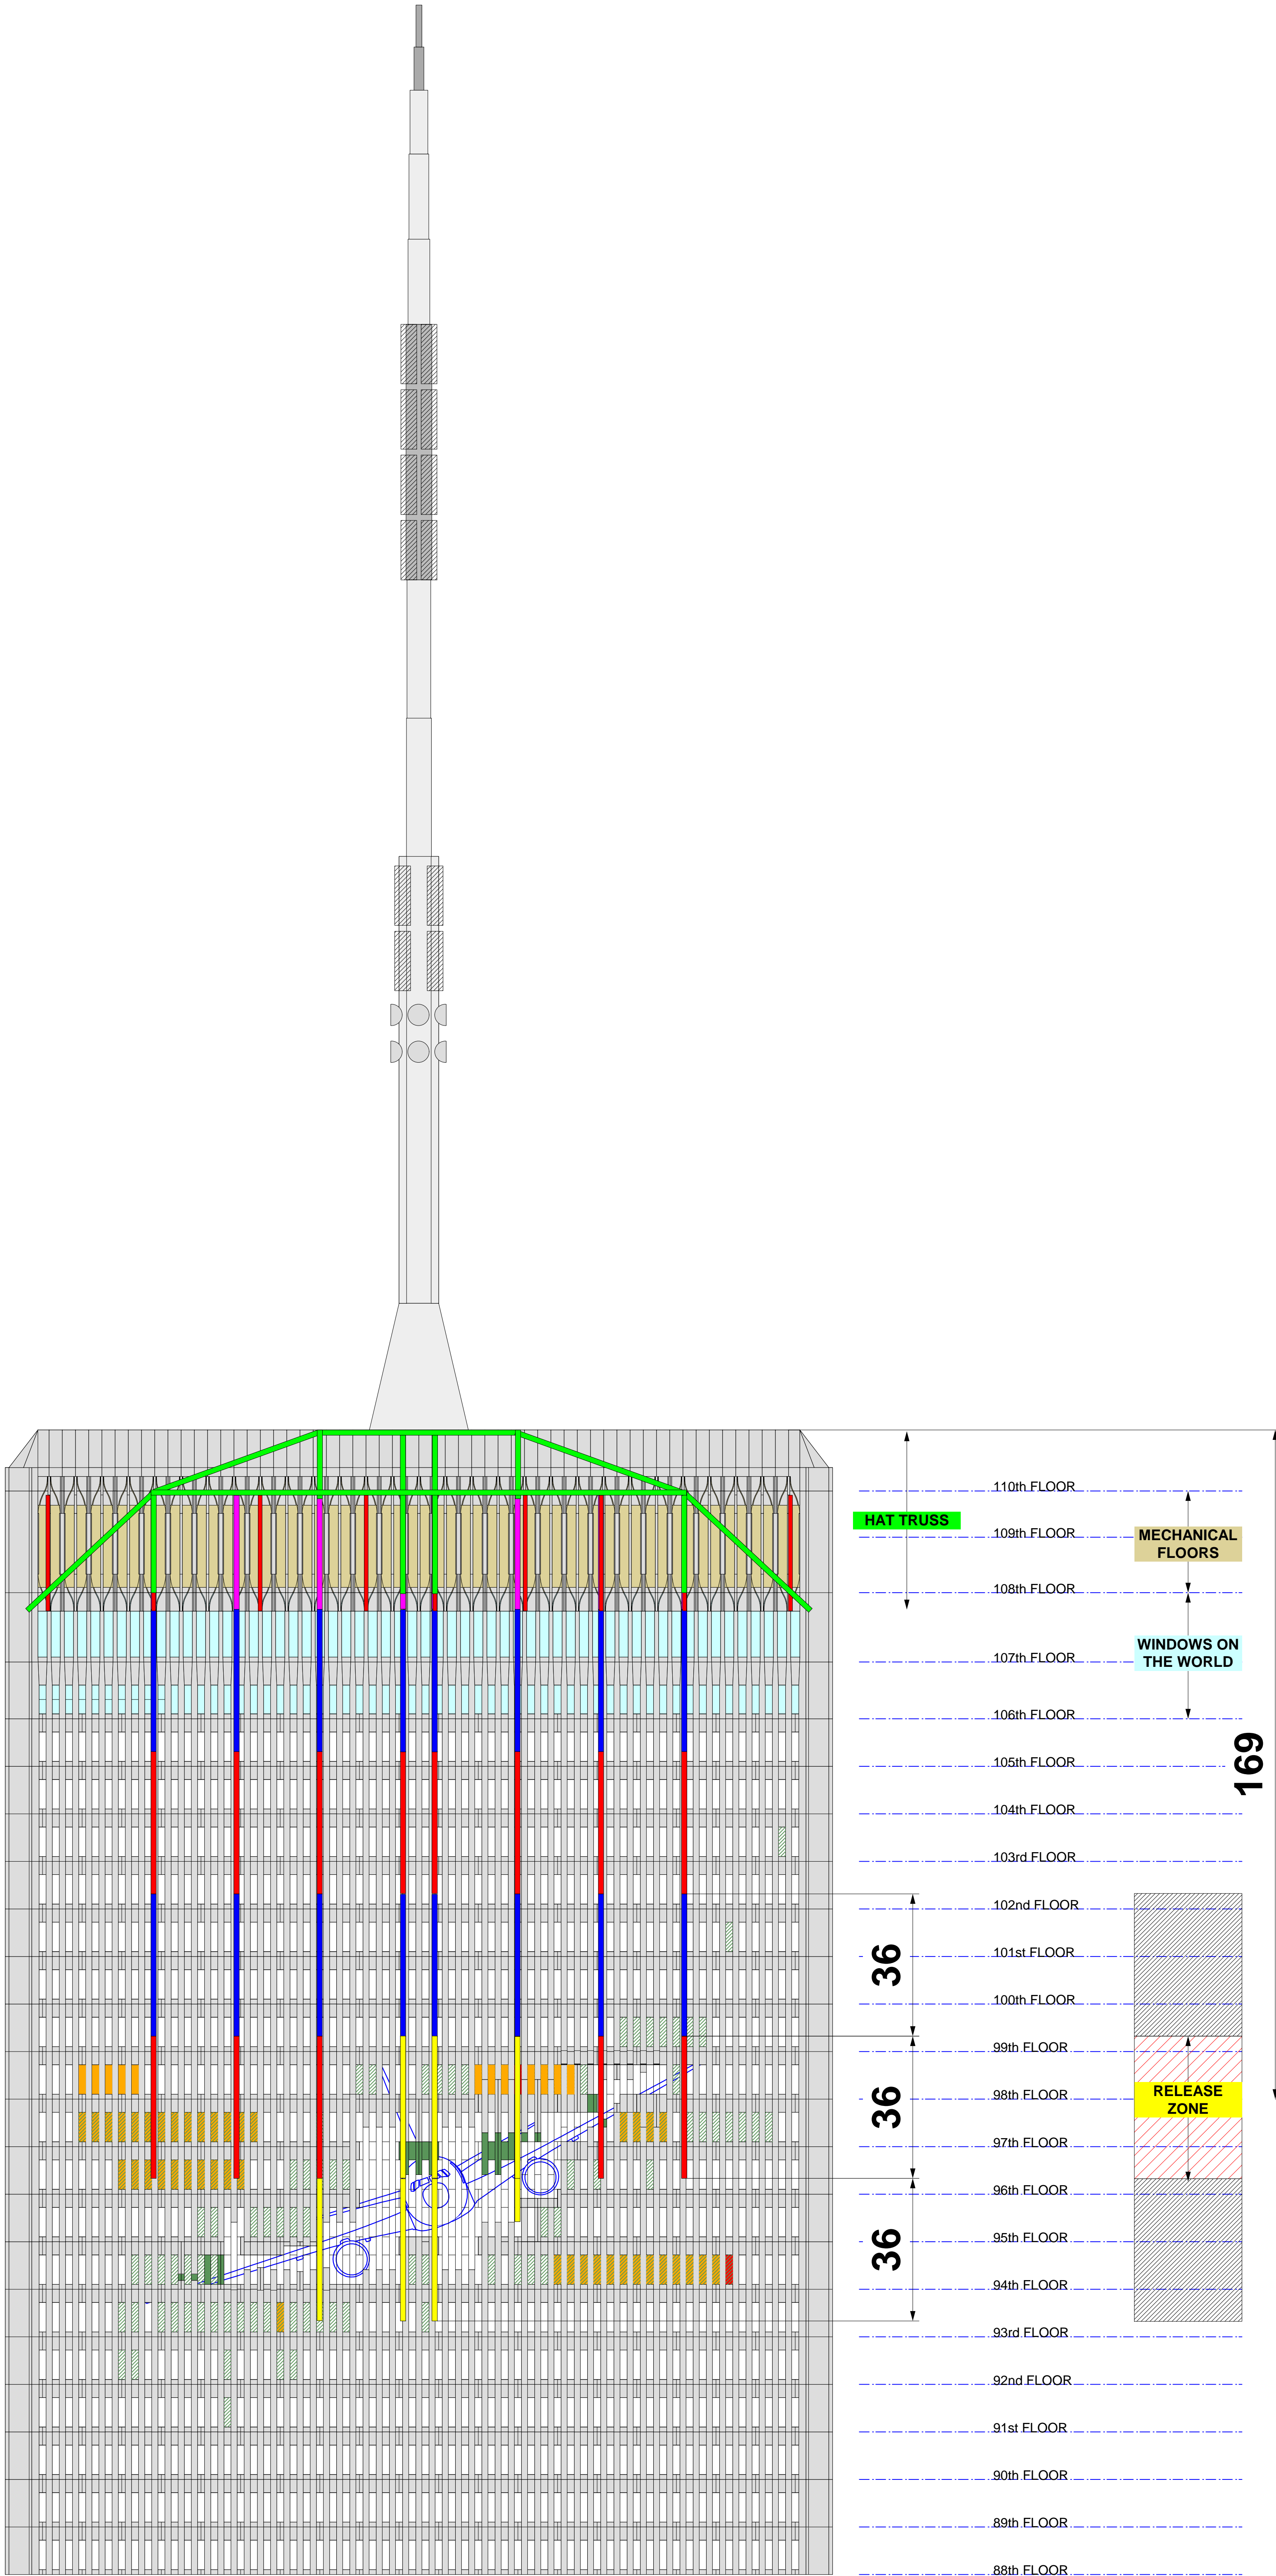 110th FLOOR
HAT TRUSS
109th FLOOR
MECHANICAL
FLOORS
108th FLOOR
107th FLOOR
WINDOWS ON
THE WORLD
106th FLOOR
169
105th FLOOR
104th FLOOR
103rd FLOOR
102nd FLOOR
101st FLOOR
36
100th FLOOR
99th FLOOR
98th FLOOR
RELEASE
ZONE
36
97th FLOOR
96th FLOOR
95th FLOOR
36
94th FLOOR
93rd FLOOR
92nd FLOOR
91st FLOOR
90th FLOOR
89th FLOOR
88th FLOOR